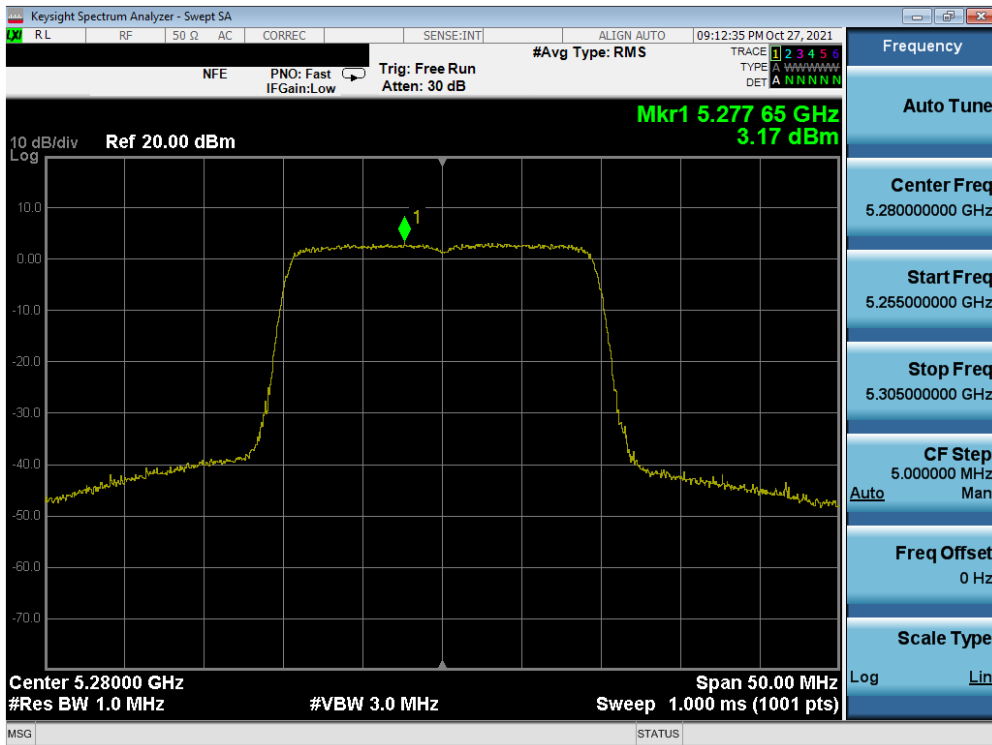 Keysight Spectrum Analyzer - Swept SA
LXI RL RF 50 Ω AC CORREC SENSE:INT ALIGN AUTO 09:12:35 PM Oct 27, 2021
NFE PNO: Fast IFGain:Low Trig: Free Run Atten: 30 dB #Avg Type: RMS
TRACE 1 2 3 4 5 6
TYPE A WWWWW
DET A N N N N N
Mkr1 5.277 65 GHz
3.17 dBm
10 dB/div Ref 20.00 dBm
Log
10.0
1
0.00
-10.0
-20.0
-30.0
-40.0
-50.0
-60.0
-70.0
Center 5.28000 GHz Span 50.00 MHz
#Res BW 1.0 MHz #VBW 3.0 MHz Sweep 1.000 ms (1001 pts)
MSG STATUS
Frequency
Auto Tune
Center Freq
5.280000000 GHz
Start Freq
5.255000000 GHz
Stop Freq
5.305000000 GHz
CF Step
5.000000 MHz
Auto Man
Freq Offset
0 Hz
Scale Type
Log Lin